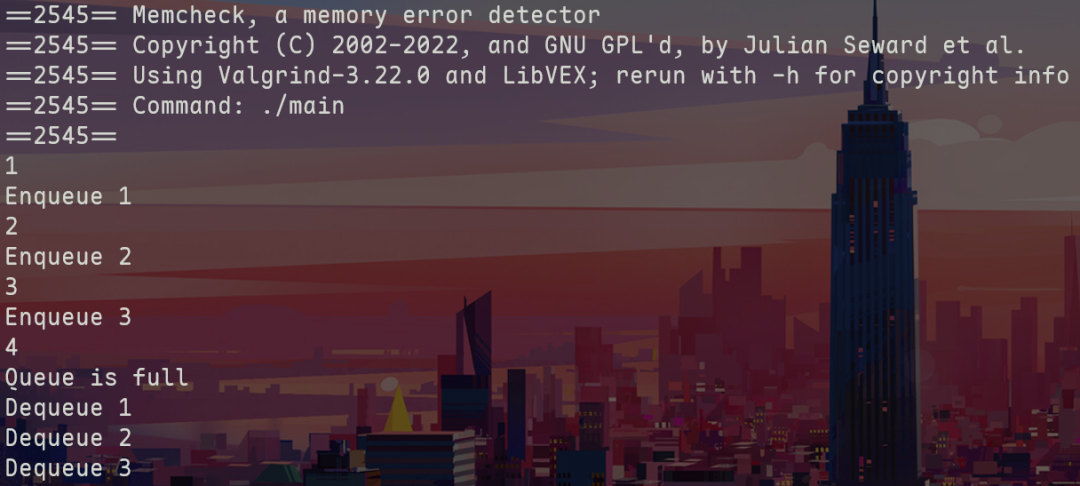 ==2545== Memcheck, a memory error detector
==2545== Copyright (C) 2002-2022, and GNU GPL'd, by Julian Seward et al.
==2545== Using Valgrind-3.22.0 and LibVEX; rerun with -h for copyright info
==2545== Command: ./main
==2545==
1
Enqueue 1
2
Enqueue 2
3
Enqueue 3
4
Queue is full
Dequeue 1
Dequeue 2
Dequeue 3